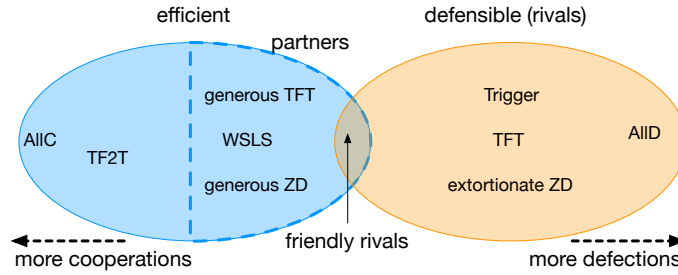 efficient
defensible (rivals)
partners
generous TFT
Trigger
AllC
TF2T
WSLS
TFT
AllD
generous ZD
extortionate ZD
friendly rivals
more cooperations
more defections